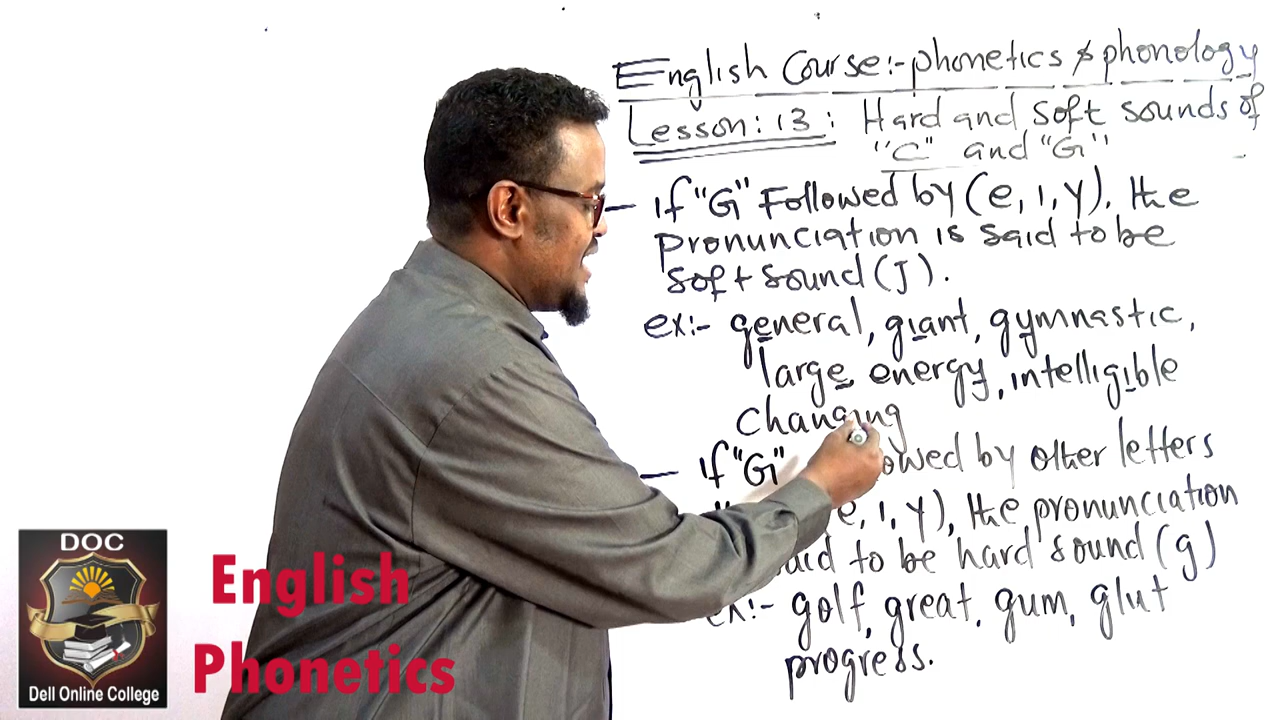 English Course:- phonetics & phonology
Lesson: 13: Hard and soft sounds of
"C" and "G"
- if "G" Followed by (e, i, y). the
pronunciation is said to be
soft sound (J).
ex:- general, giant, gymnastic,
large, energy, intelligible
changing
- if "G" owed by other letters
e, i, y), the pronunciation
said to be hard sound (g)
ex:- golf, great, gum, glut
progress.
DOC
Dell Online College
English
Phonetics